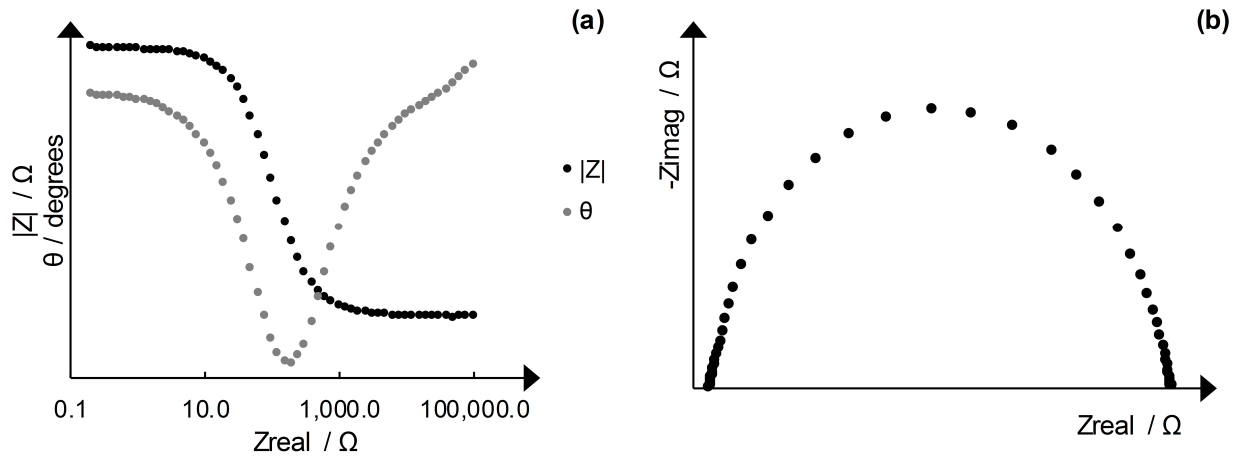 (a)
|Z| / Ω
θ / degrees
0.1
10.0
1,000.0
100,000.0
Zreal / Ω
|Z|
θ
(b)
-Zimag / Ω
Zreal / Ω